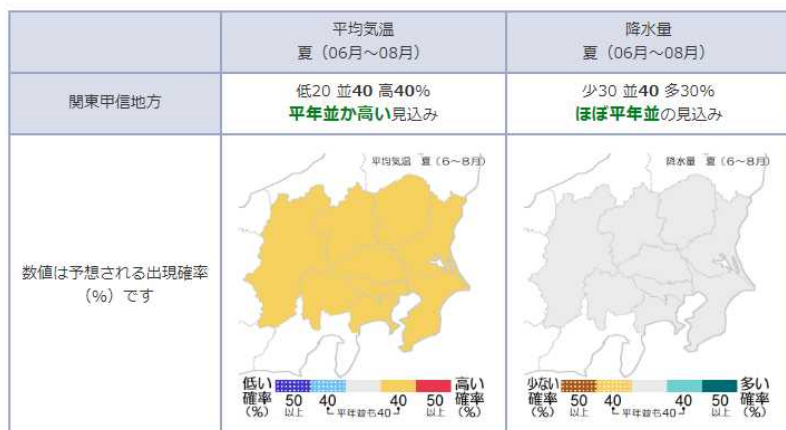 平均気温
夏（06月～08月）
降水量
夏（06月～08月）
関東甲信地方
低20 並40 高40%
平年並か高い見込み
少30 並40 多30%
ほぼ平年並の見込み
数値は予想される出現確率
（%）です
平均気温 夏(6～8月)
低い
確率
(%)
50
以上
40
平年並も40
40
50
以上
高い
確率
(%)
降水量 夏(6～8月)
少ない
確率
(%)
50
以上
40
平年並も40
40
50
以上
多い
確率
(%)